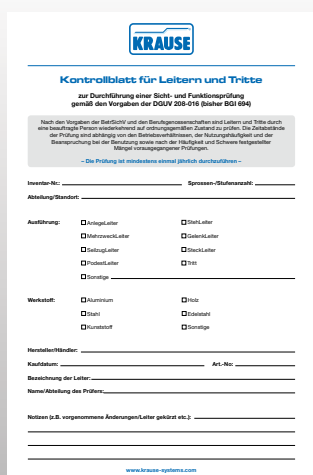 KRAUSE
Kontrollblatt für Leitern und Tritte
zur Durchführung einer Sicht- und Funktionsprüfung
gemäß den Vorgaben der DGUV 208-016 (bisher BGI 694)
Nach den Vorgaben der BetrSichV und den Berufsgenossenschaften sind Leitern und Tritte durch
eine beauftragte Person wiederkehrend auf ordnungsgemäßen Zustand zu prüfen. Die Zeitabstände
der Prüfung sind abhängig von den Betriebsverhältnissen, der Nutzungshäufigkeit und der
Beanspruchung bei der Benutzung sowie nach der Häufigkeit und Schwere festgestellter
Mängel vorausgegangener Prüfungen.
– Die Prüfung ist mindestens einmal jährlich durchzuführen –
Inventar-Nr.: Sprossen-/Stufenanzahl:
Abteilung/Standort:
Ausführung: AnlegeLeiter StehLeiter
MehrzweckLeiter GelenkLeiter
SeilzugLeiter SteckLeiter
PodestLeiter Tritt
Sonstige
Werkstoff: Aluminium Holz
Stahl Edelstahl
Kunststoff Sonstige
Hersteller/Händler:
Kaufdatum: Art.-No:
Bezeichnung der Leiter:
Name/Abteilung des Prüfers:
Notizen (z.B. vorgenommene Änderungen/Leiter gekürzt etc.):
www.krause-systems.com